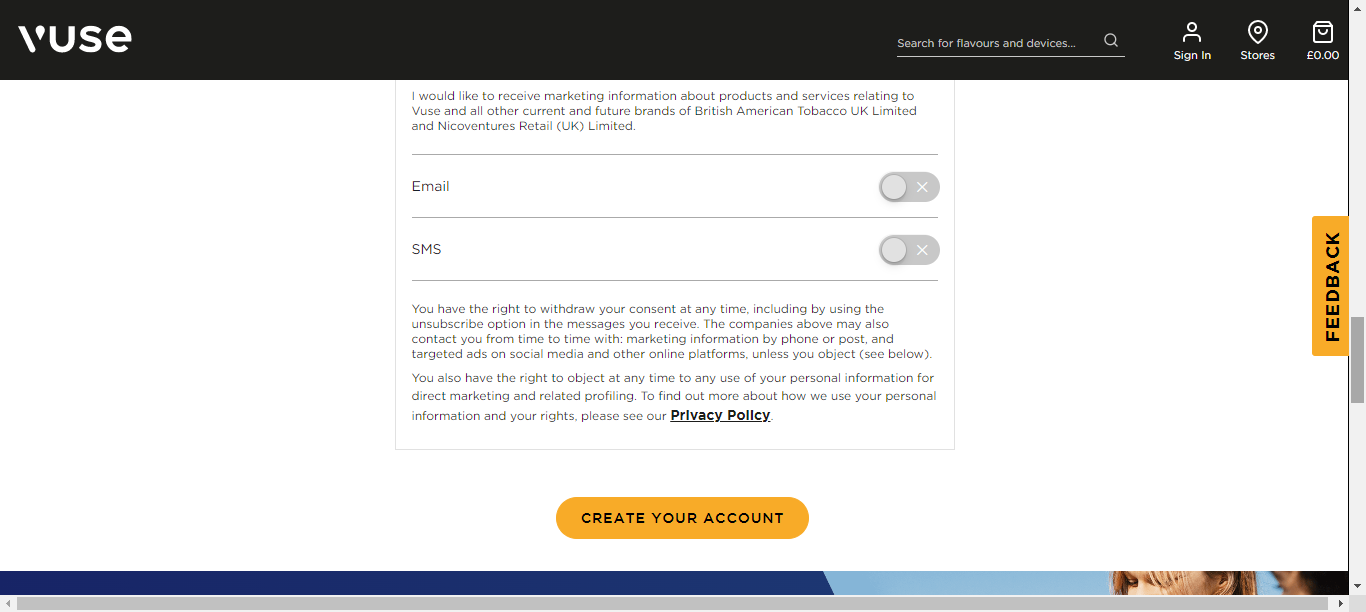 vuse
Search for flavours and devices...
Sign In
Stores
£0.00
I would like to receive marketing information about products and services relating to
Vuse and all other current and future brands of British American Tobacco UK Limited
and Nicoventures Retail (UK) Limited.
Email
SMS
You have the right to withdraw your consent at any time, including by using the
unsubscribe option in the messages you receive. The companies above may also
contact you from time to time with: marketing information by phone or post, and
targeted ads on social media and other online platforms, unless you object (see below).
You also have the right to object at any time to any use of your personal information for
direct marketing and related profiling. To find out more about how we use your personal
information and your rights, please see our Privacy Policy.
CREATE YOUR ACCOUNT
FEEDBACK